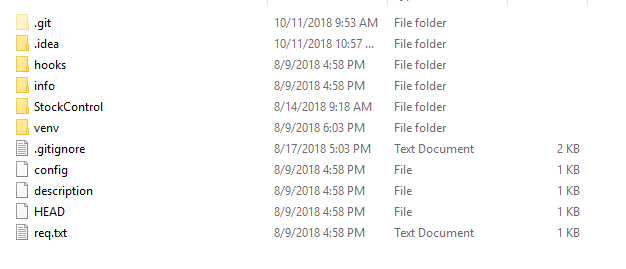 .git 10/11/2018 9:53 AM File folder
.idea 10/11/2018 10:57 ... File folder
hooks 8/9/2018 4:58 PM File folder
info 8/9/2018 4:58 PM File folder
StockControl 8/14/2018 9:18 AM File folder
venv 8/9/2018 6:03 PM File folder
.gitignore 8/17/2018 5:03 PM Text Document 2 KB
config 8/9/2018 4:58 PM File 1 KB
description 8/9/2018 4:58 PM File 1 KB
HEAD 8/9/2018 4:58 PM File 1 KB
req.txt 8/9/2018 4:58 PM Text Document 1 KB